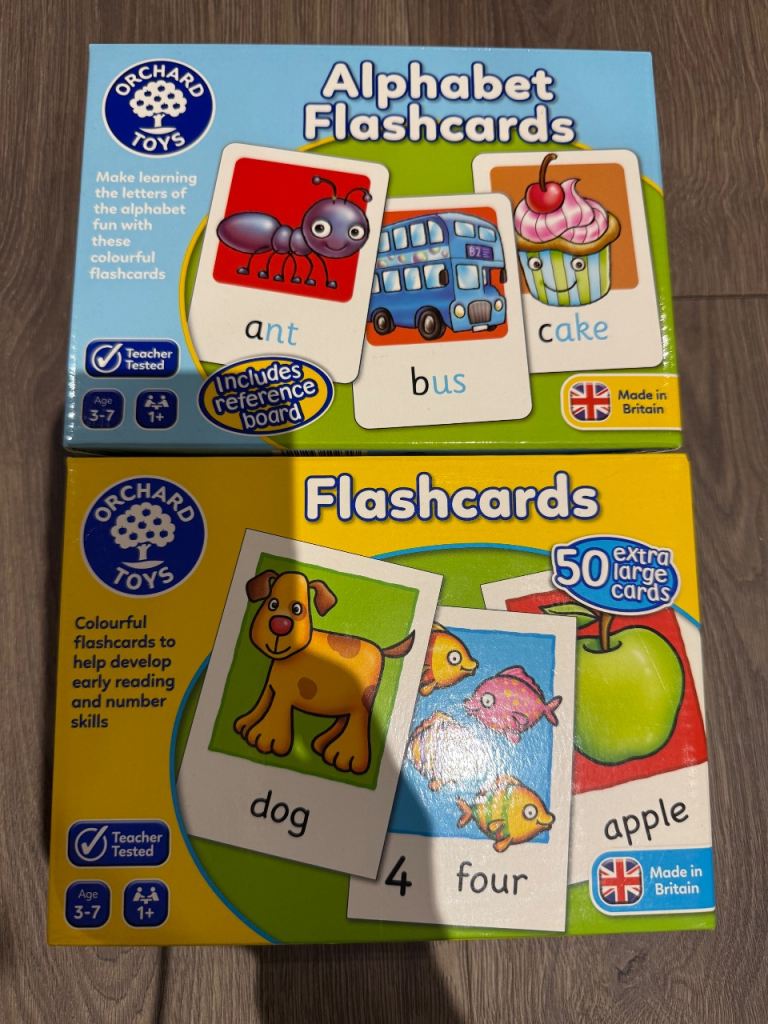 ORCHARD
TOYS
Alphabet
Flashcards
Make learning
the letters of
the alphabet
fun with
these
colourful
flashcards
ant
B2
bus
cake
Teacher
Tested
Age
3-7
1+
Includes
reference
board
Made in
Britain
ORCHARD
TOYS
Flashcards
50 extra
large
cards
Colourful
flashcards to
help develop
early reading
and number
skills
dog
4 four
apple
Teacher
Tested
Age
3-7
1+
Made in
Britain